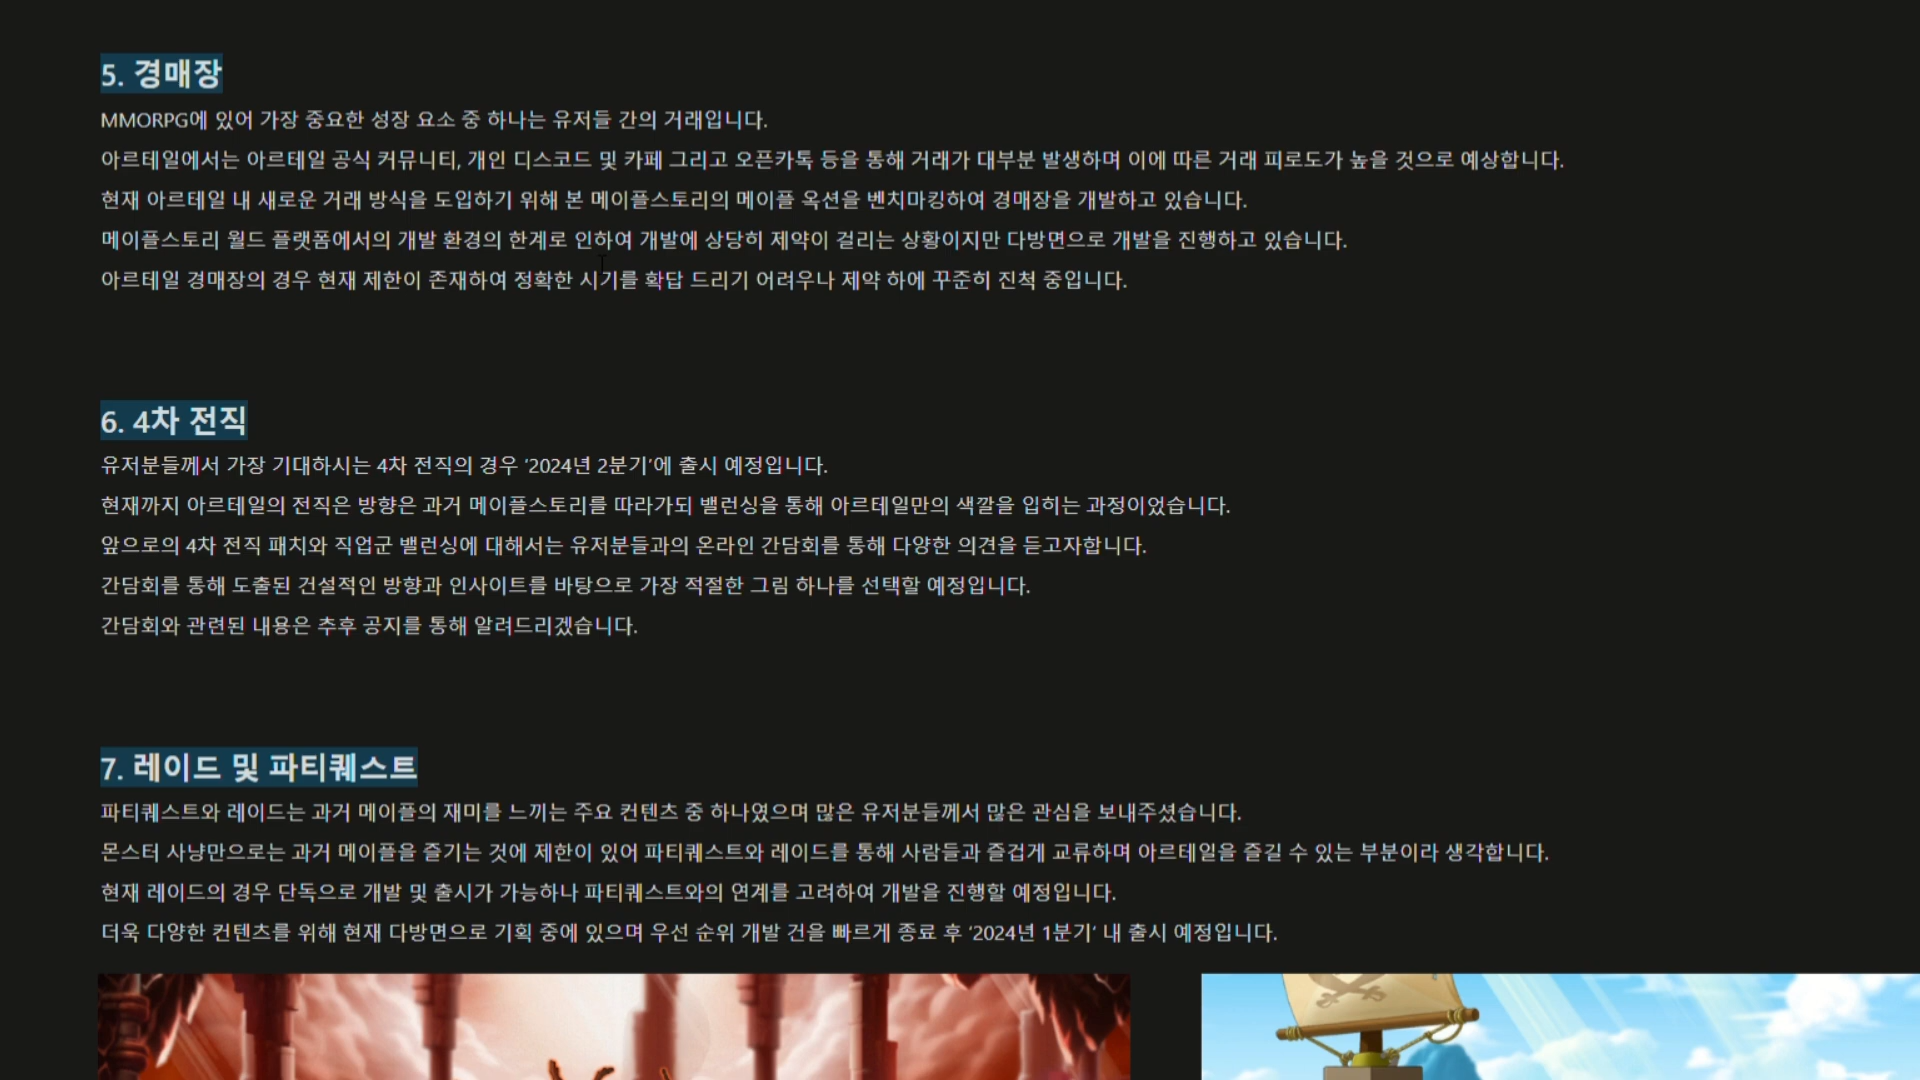 5. 경매장
MMORPG에 있어 가장 중요한 성장 요소 중 하나는 유저들 간의 거래입니다.
아르테일에서는 아르테일 공식 커뮤니티, 개인 디스코드 및 카페 그리고 오픈카톡 등을 통해 거래가 대부분 발생하며 이에 따른 거래 피로도가 높을 것으로 예상합니다.
현재 아르테일 내 새로운 거래 방식을 도입하기 위해 본 메이플스토리의 메이플 옥션을 벤치마킹하여 경매장을 개발하고 있습니다.
메이플스토리 월드 플랫폼에서의 개발 환경의 한계로 인하여 개발에 상당히 제약이 걸리는 상황이지만 다방면으로 개발을 진행하고 있습니다.
아르테일 경매장의 경우 현재 제한이 존재하여 정확한 시기를 확답 드리기 어려우나 제약 하에 꾸준히 진척 중입니다.
6. 4차 전직
유저분들께서 가장 기대하시는 4차 전직의 경우 ‘2024년 2분기’에 출시 예정입니다.
현재까지 아르테일의 전직은 방향은 과거 메이플스토리를 따라가되 밸런싱을 통해 아르테일만의 색깔을 입히는 과정이었습니다.
앞으로의 4차 전직 패치와 직업군 밸런싱에 대해서는 유저분들과의 온라인 간담회를 통해 다양한 의견을 듣고자합니다.
간담회를 통해 도출된 건설적인 방향과 인사이트를 바탕으로 가장 적절한 그림 하나를 선택할 예정입니다.
간담회와 관련된 내용은 추후 공지를 통해 알려드리겠습니다.
7. 레이드 및 파티퀘스트
파티퀘스트와 레이드는 과거 메이플의 재미를 느끼는 주요 컨텐츠 중 하나였으며 많은 유저분들께서 많은 관심을 보내주셨습니다.
몬스터 사냥만으로는 과거 메이플을 즐기는 것에 제한이 있어 파티퀘스트와 레이드를 통해 사람들과 즐겁게 교류하며 아르테일을 즐길 수 있는 부분이라 생각합니다.
현재 레이드의 경우 단독으로 개발 및 출시가 가능하나 파티퀘스트와의 연계를 고려하여 개발을 진행할 예정입니다.
더욱 다양한 컨텐츠를 위해 현재 다방면으로 기획 중에 있으며 우선 순위 개발 건을 빠르게 종료 후 ‘2024년 1분기‘ 내 출시 예정입니다.